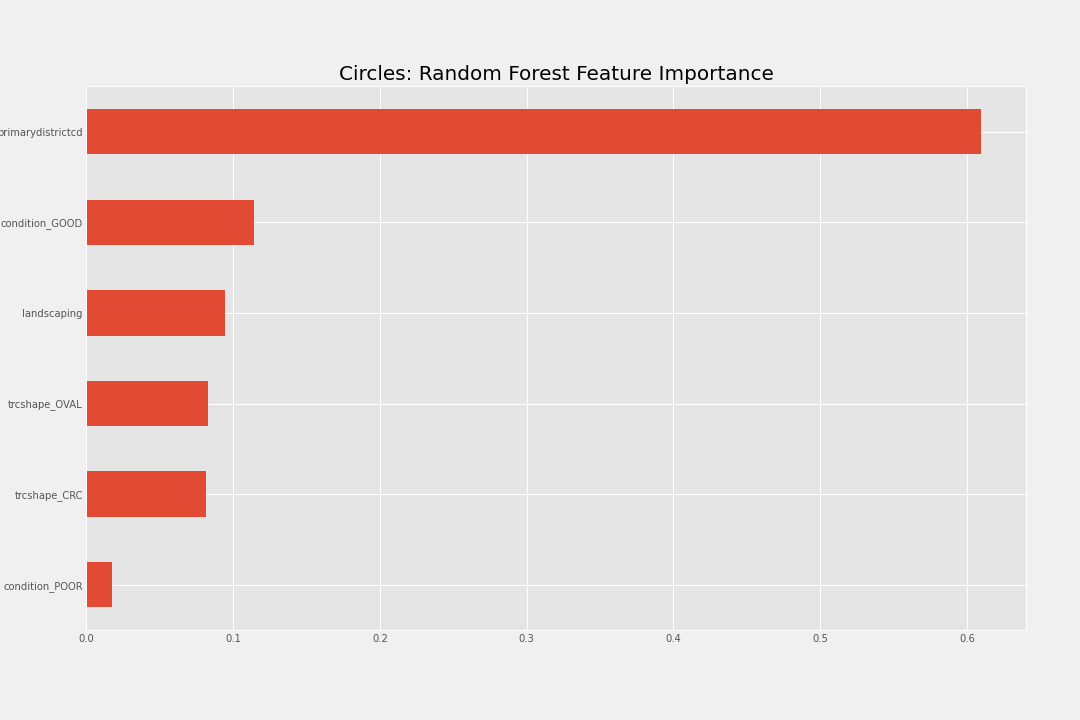 Circles: Random Forest Feature Importance
primarydistrictcd
condition_GOOD
landscaping
trcshape_OVAL
trcshape_CRC
condition_POOR
0.0 0.1 0.2 0.3 0.4 0.5 0.6